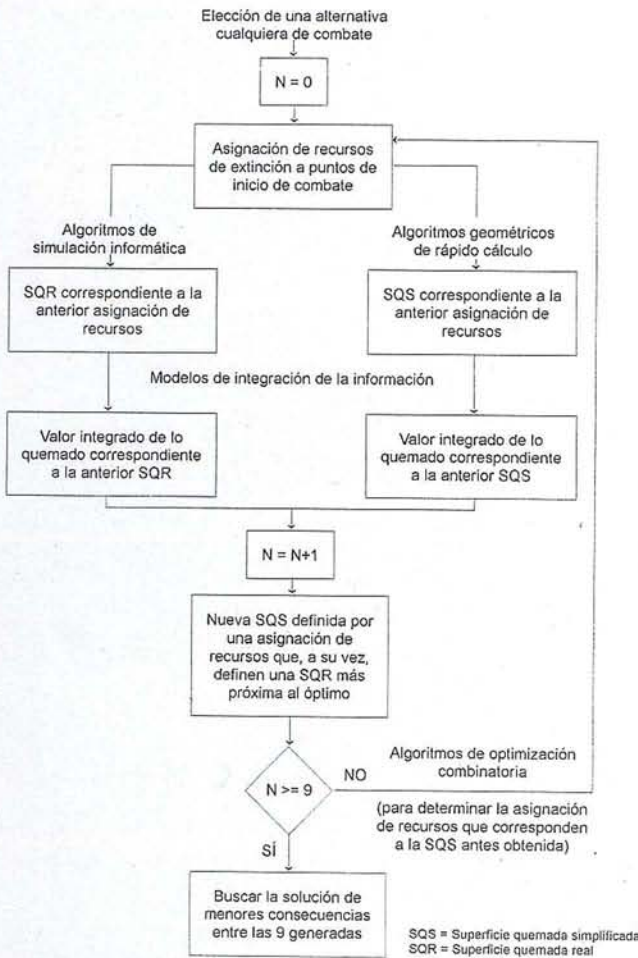 Elección de una alternativa
cualquiera de combate
N = 0
Asignación de recursos
de extinción a puntos de
inicio de combate
Algoritmos de
simulación informática
Algoritmos geométricos
de rápido cálculo
SQR correspondiente a la
anterior asignación de
recursos
SQS correspondiente a la
anterior asignación de
recursos
Modelos de integración de la información
Valor integrado de lo
quemado correspondiente
a la anterior SQR
Valor integrado de lo
quemado correspondiente
a la anterior SQS
N = N+1
Nueva SQS definida por
una asignación de
recursos que, a su vez,
definen una SQR más
próxima al óptimo
N >= 9
NO
Algoritmos de optimización
combinatoria
(para determinar la asignación
de recursos que corresponden
a la SQS antes obtenida)
SÍ
Buscar la solución de
menores consecuencias
entre las 9 generadas
SQS = Superficie quemada simplificada
SQR = Superficie quemada real